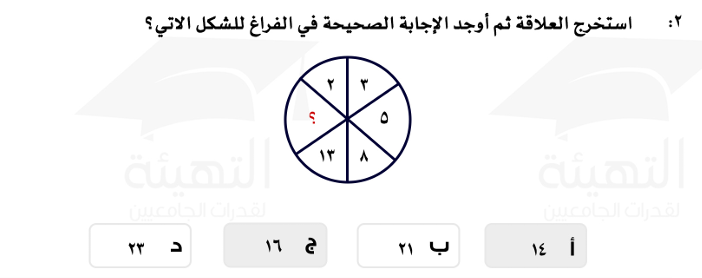 ٢: استخرج العلاقة ثم أوجد الإجابة الصحيحة في الفراغ للشكل الاتي؟
٢ ٣
؟ ٥
١٣ ٨
التهيئة
لقدرات الجامعيين
التهيئة
لقدرات الجامعيين
أ ١٤ ب ٢١ ج ١٦ د ٢٣